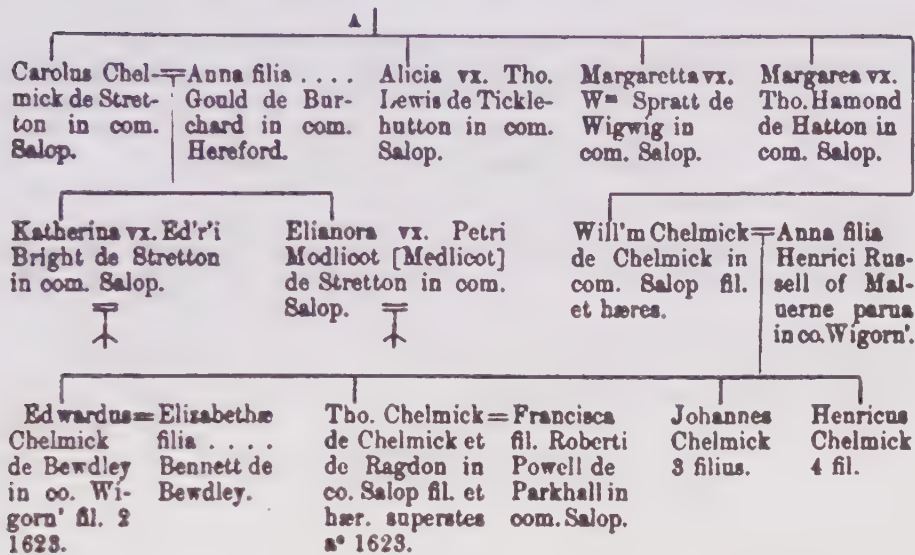 A
Carolus Chel-
mick de Stret-
ton in com.
Salop.
Anna filia . . . .
Gould de Bur-
chard in com.
Hereford.
Alicia vx. Tho.
Lewis de Tickle-
hutton in com.
Salop.
Margaretta vx.
Wm Spratt de
Wigwig in
com. Salop.
Margarea vx.
Tho. Hamond
de Hatton in
com. Salop.
Katherina vx. Ed'r'i
Bright de Stretton
in com. Salop.
Elianora vx. Petri
Modlicot [Medlicot]
de Stretton in com.
Salop.
Will'm Chelmick
de Chelmick in
com. Salop fil.
et hæres.
Anna filia
Henrici Rus-
sell of Mal-
uerne parua
in co. Wigorn'.
Edwardus
Chelmick
de Bewdley
in co. Wi-
gorn' fil. 2
1623.
Elizabethæ
filia . . . .
Bennett de
Bewdley.
Tho. Chelmick
de Chelmick et
de Ragdon in
co. Salop fil. et
hær. superstes
aº 1623.
Francisca
fil. Roberti
Powell de
Parkhall in
com. Salop.
Johannes
Chelmick
3 filius.
Henricus
Chelmick
4 fil.